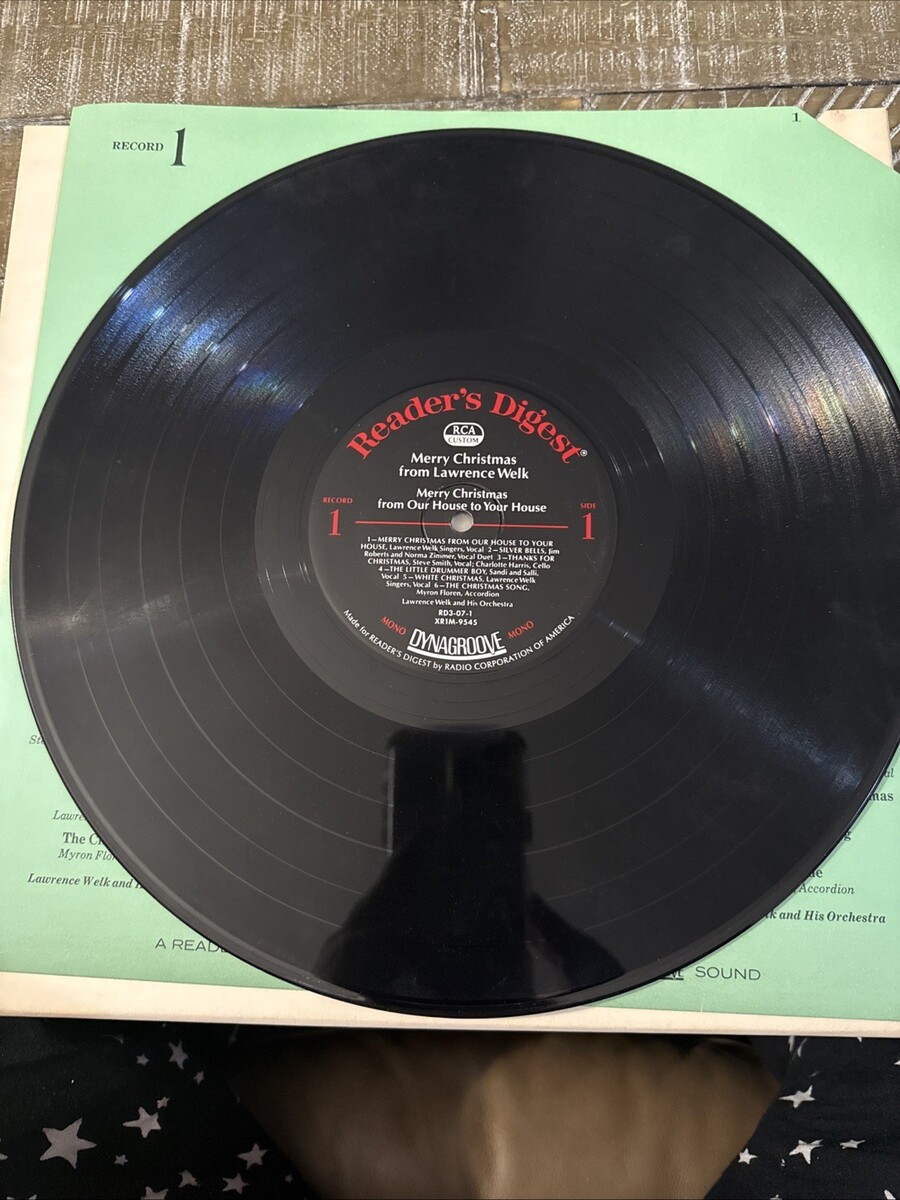 RECORD 1
1
Reader's Digest®
RCA
CUSTOM
Merry Christmas
from Lawrence Welk
Merry Christmas
from Our House to Your House
RECORD
1
SIDE
1
1—MERRY CHRISTMAS FROM OUR HOUSE TO YOUR
HOUSE, Lawrence Welk Singers, Vocal 2—SILVER BELLS, Jim
Roberts and Norma Zimmer, Vocal Duet 3—THANKS FOR
CHRISTMAS, Steve Smith, Vocal; Charlotte Harris, Cello
4—THE LITTLE DRUMMER BOY, Sandi and Salli,
Vocal 5—WHITE CHRISTMAS, Lawrence Welk
Singers, Vocal 6—THE CHRISTMAS SONG,
Myron Floren, Accordion
Lawrence Welk and His Orchestra
RD3-07-1
XR1M-9545
MONO DYNAGROOVE MONO
Made for READER'S DIGEST by RADIO CORPORATION OF AMERICA
Lawre
The C
Myron Flo
Lawrence Welk and
A READ
al
mas
g
e
Accordion
lk and His Orchestra
SOUND